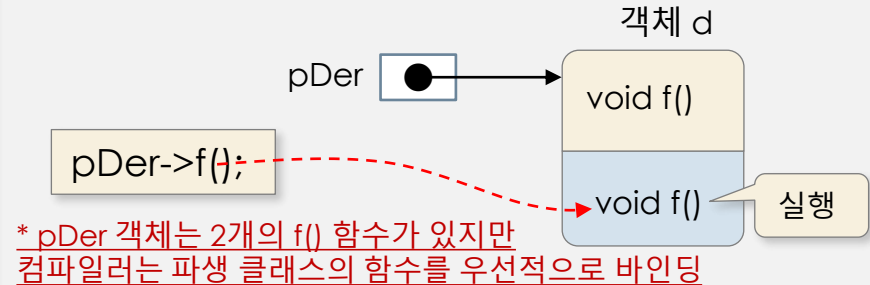 객체 d
pDer
void f()
pDer->f();
void f()
실행
* pDer 객체는 2개의 f() 함수가 있지만
컴파일러는 파생 클래스의 함수를 우선적으로 바인딩